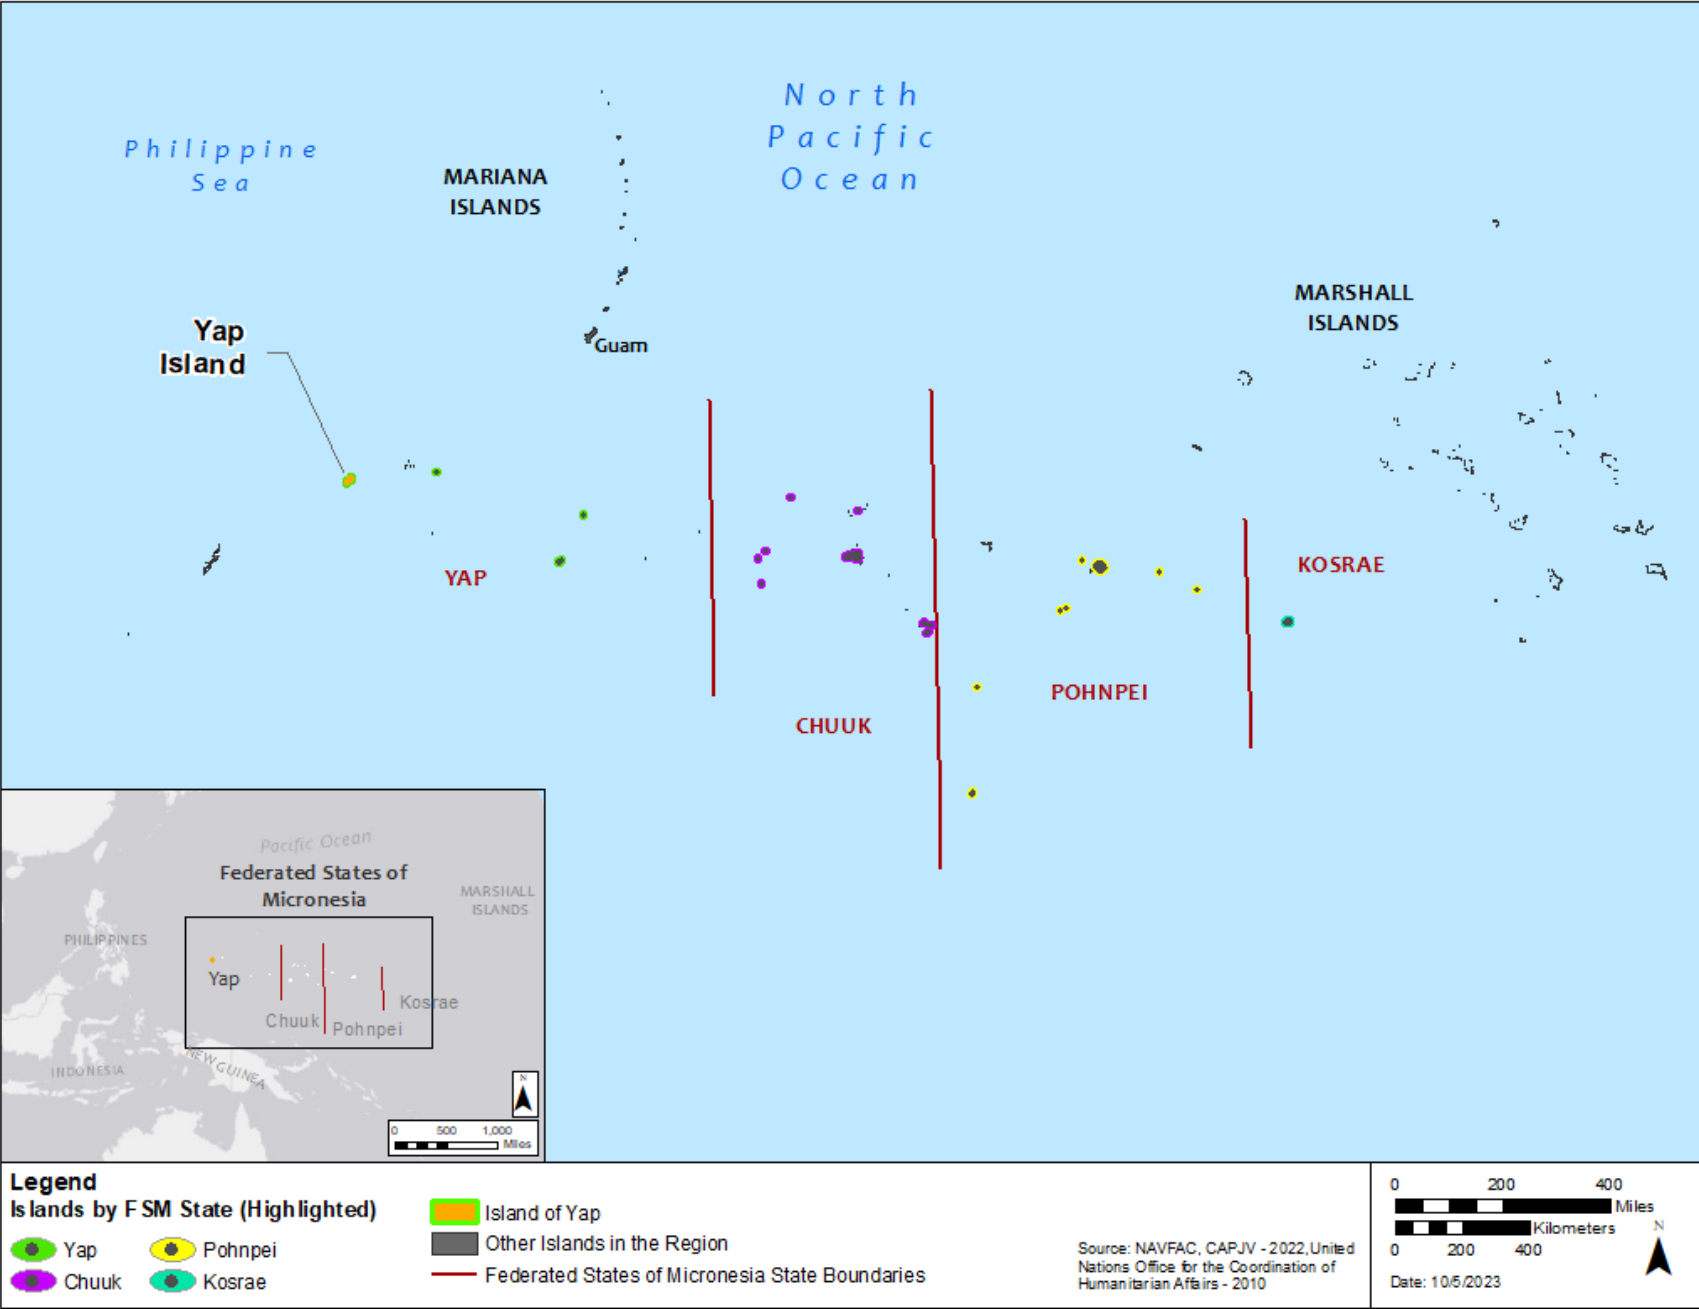 North
Pacific
Ocean
Philippine
Sea
MARIANA
ISLANDS
MARSHALL
ISLANDS
Yap
Island
Guam
YAP
KOSRAE
POHNPEI
CHUUK
Pacific Ocean
Federated States of
Micronesia
MARSHALL
ISLANDS
PHILIPPINES
Yap
Kosrae
Chuuk
Pohnpei
NEW GUINEA
INDONESIA
N
0 500 1,000
Miles
Legend
Islands by FSM State (Highlighted)
Yap
Pohnpei
Chuuk
Kosrae
Island of Yap
Other Islands in the Region
Federated States of Micronesia State Boundaries
Source: NAVFAC, CAPJV - 2022, United
Nations Office for the Coordination of
Humanitarian Affairs - 2010
0 200 400
Miles
Kilometers
0 200 400
N
Date: 10/5/2023